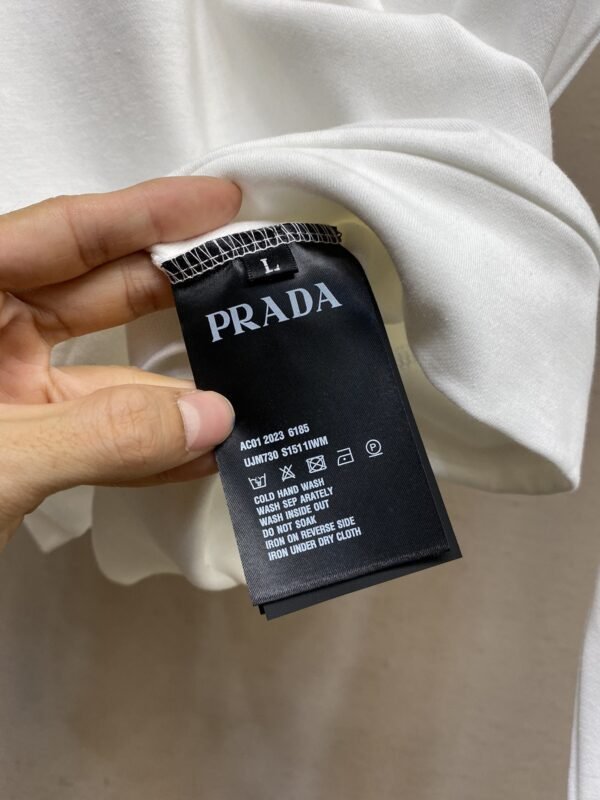 L
PRADA
AC01 2023 6185
UJM730 S1511IWM
COLD HAND WASH
WASH SEP ARATELY
WASH INSIDE OUT
DO NOT SOAK
IRON ON REVERSE SIDE
IRON UNDER DRY CLOTH